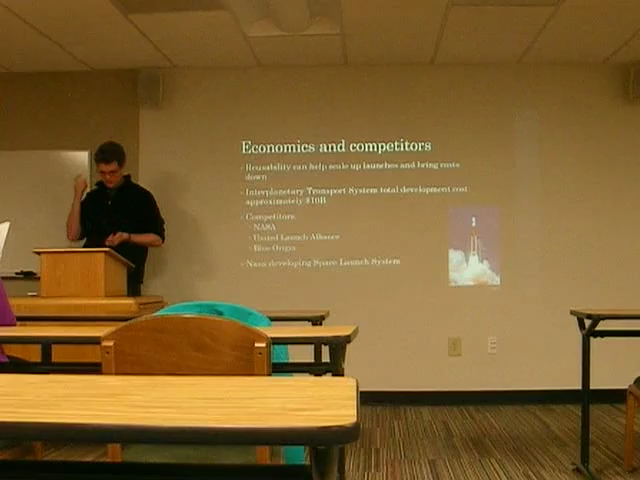 Economics and competitors
- Reusability can help scale up launches and bring costs
down
- Interplanetary Transport System total development cost
approximately $10B
- Competitors:
- NASA
- United Launch Alliance
- Blue Origin
- Nasa developing Space Launch System